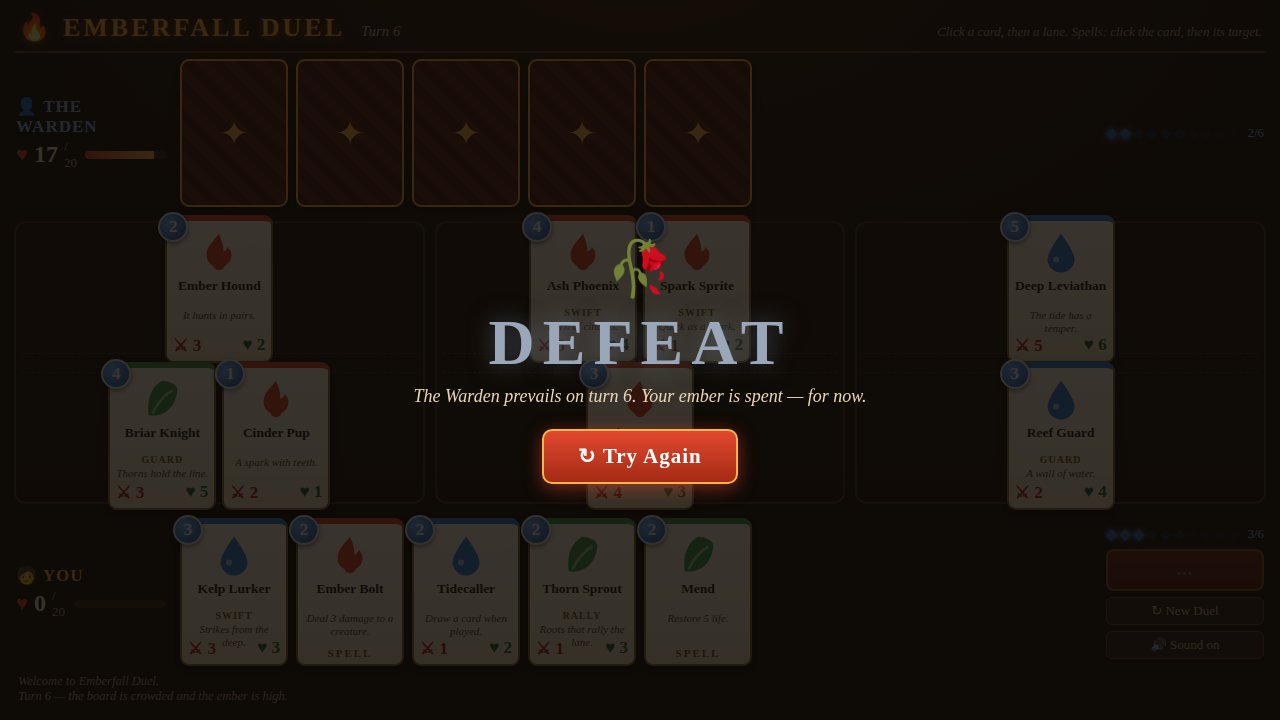 EMBERFALL DUEL Turn 6
Click a card, then a lane. Spells: click the card, then its target.
THE WARDEN
17 / 20
2/6
2
Ember Hound
It hunts in pairs.
3 2
4
Ash Phoenix
SWIFT
1
Spark Sprite
SWIFT
2
5
Deep Leviathan
The tide has a temper.
5 6
DEFEAT
The Warden prevails on turn 6. Your ember is spent — for now.
↻ Try Again
4
Briar Knight
GUARD
Thorns hold the line.
3 5
1
Cinder Pup
A spark with teeth.
2 1
3
4 3
3
Reef Guard
GUARD
A wall of water.
2 4
YOU
0 / 20
3
Kelp Lurker
SWIFT
Strikes from the deep.
3 3
2
Ember Bolt
Deal 3 damage to a creature.
SPELL
2
Tidecaller
Draw a card when played.
1 2
2
Thorn Sprout
RALLY
Roots that rally the lane.
1 3
2
Mend
Restore 5 life.
SPELL
3/6
...
↻ New Duel
Sound on
Welcome to Emberfall Duel.
Turn 6 — the board is crowded and the ember is high.